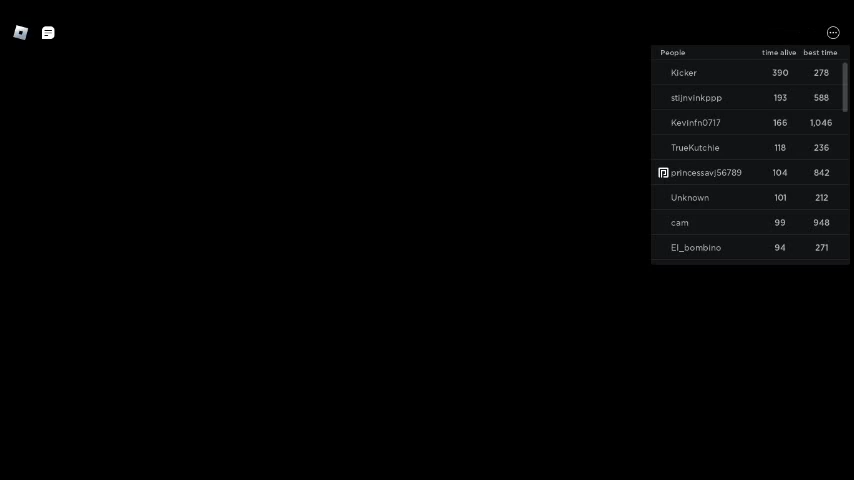 People time alive best time
Kicker 390 278
stijnvinkppp 193 588
Kevinfn0717 166 1,046
TrueKutchie 118 236
princessavj56789 104 842
Unknown 101 212
cam 99 948
El_bombino 94 271